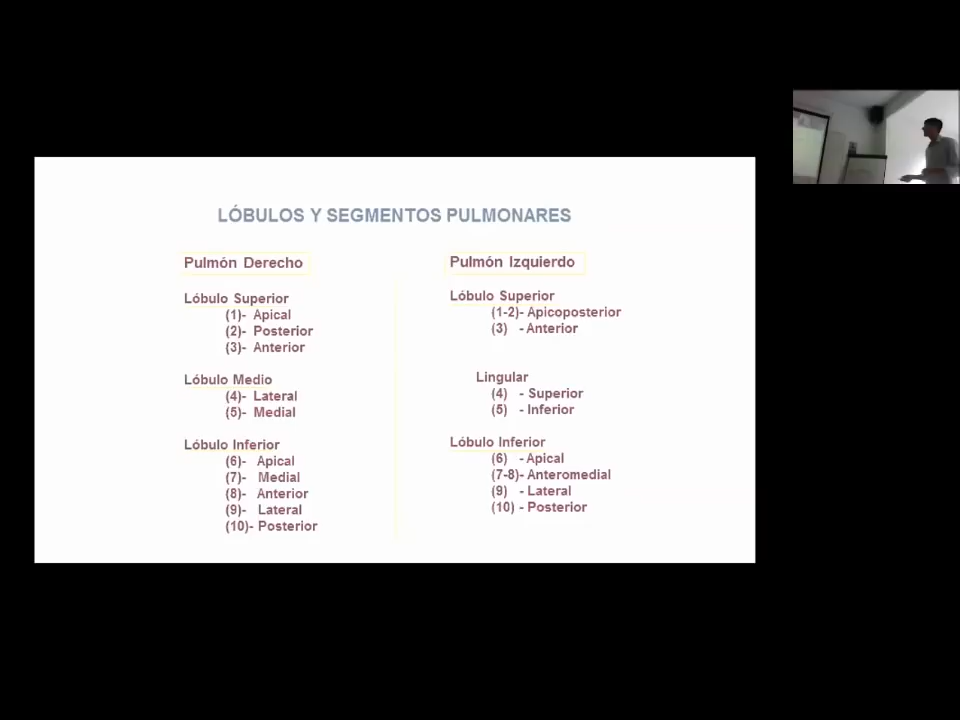 LÓBULOS Y SEGMENTOS PULMONARES
Pulmón Derecho
Lóbulo Superior
(1)- Apical
(2)- Posterior
(3)- Anterior
Lóbulo Medio
(4)- Lateral
(5)- Medial
Lóbulo Inferior
(6)- Apical
(7)- Medial
(8)- Anterior
(9)- Lateral
(10)- Posterior
Pulmón Izquierdo
Lóbulo Superior
(1-2)- Apicoposterior
(3) - Anterior
Lingular
(4) - Superior
(5) - Inferior
Lóbulo Inferior
(6) - Apical
(7-8)- Anteromedial
(9) - Lateral
(10) - Posterior